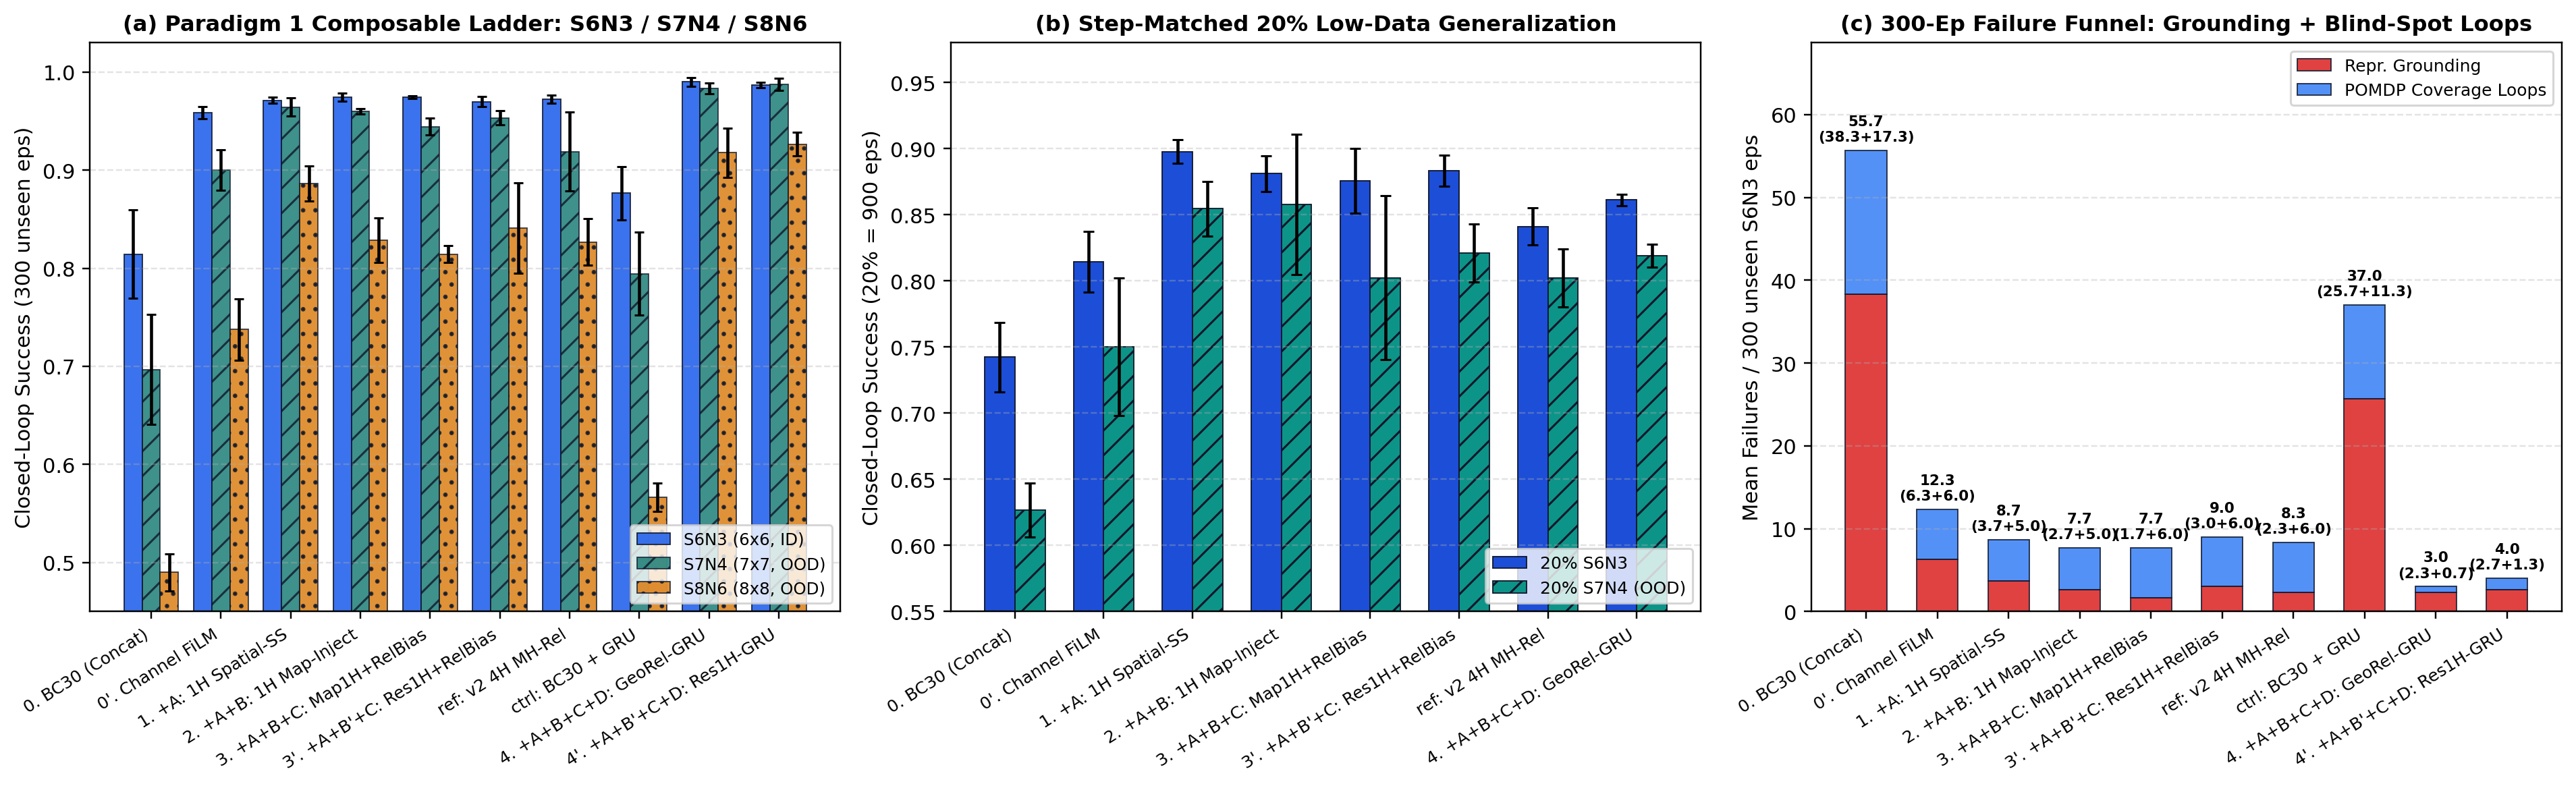 (a) Paradigm 1 Composable Ladder: S6N3 / S7N4 / S8N6
Closed-Loop Success (300 unseen eps)
1.0
0.9
0.8
0.7
0.6
0.5
S6N3 (6x6, ID)
S7N4 (7x7, OOD)
S8N6 (8x8, OOD)
0. BC30 (Concat)
0'. Channel FiLM
1. +A: 1H Spatial-SS
2. +A+B: 1H Map-Inject
3. +A+B+C: Map1H+RelBias
3'. +A+B'+C: Res1H+RelBias
ref: v2 4H MH-Rel
ctrl: BC30 + GRU
4. +A+B+C+D: GeoRel-GRU
4'. +A+B'+C+D: Res1H-GRU
(b) Step-Matched 20% Low-Data Generalization
Closed-Loop Success (20% = 900 eps)
0.95
0.90
0.85
0.80
0.75
0.70
0.65
0.60
0.55
20% S6N3
20% S7N4 (OOD)
0. BC30 (Concat)
0'. Channel FiLM
1. +A: 1H Spatial-SS
2. +A+B: 1H Map-Inject
3. +A+B+C: Map1H+RelBias
3'. +A+B'+C: Res1H+RelBias
ref: v2 4H MH-Rel
4. +A+B+C+D: GeoRel-GRU
(c) 300-Ep Failure Funnel: Grounding + Blind-Spot Loops
Mean Failures / 300 unseen S6N3 eps
60
50
40
30
20
10
0
Repr. Grounding
POMDP Coverage Loops
55.7
(38.3+17.3)
12.3
(6.3+6.0)
8.7
(3.7+5.0)
7.7
(2.7+5.0)
7.7
(1.7+6.0)
9.0
(3.0+6.0)
8.3
(2.3+6.0)
37.0
(25.7+11.3)
3.0
(2.3+0.7)
4.0
(2.7+1.3)
0. BC30 (Concat)
0'. Channel FiLM
1. +A: 1H Spatial-SS
2. +A+B: 1H Map-Inject
3. +A+B+C: Map1H+RelBias
3'. +A+B'+C: Res1H+RelBias
ref: v2 4H MH-Rel
ctrl: BC30 + GRU
4. +A+B+C+D: GeoRel-GRU
4'. +A+B'+C+D: Res1H-GRU